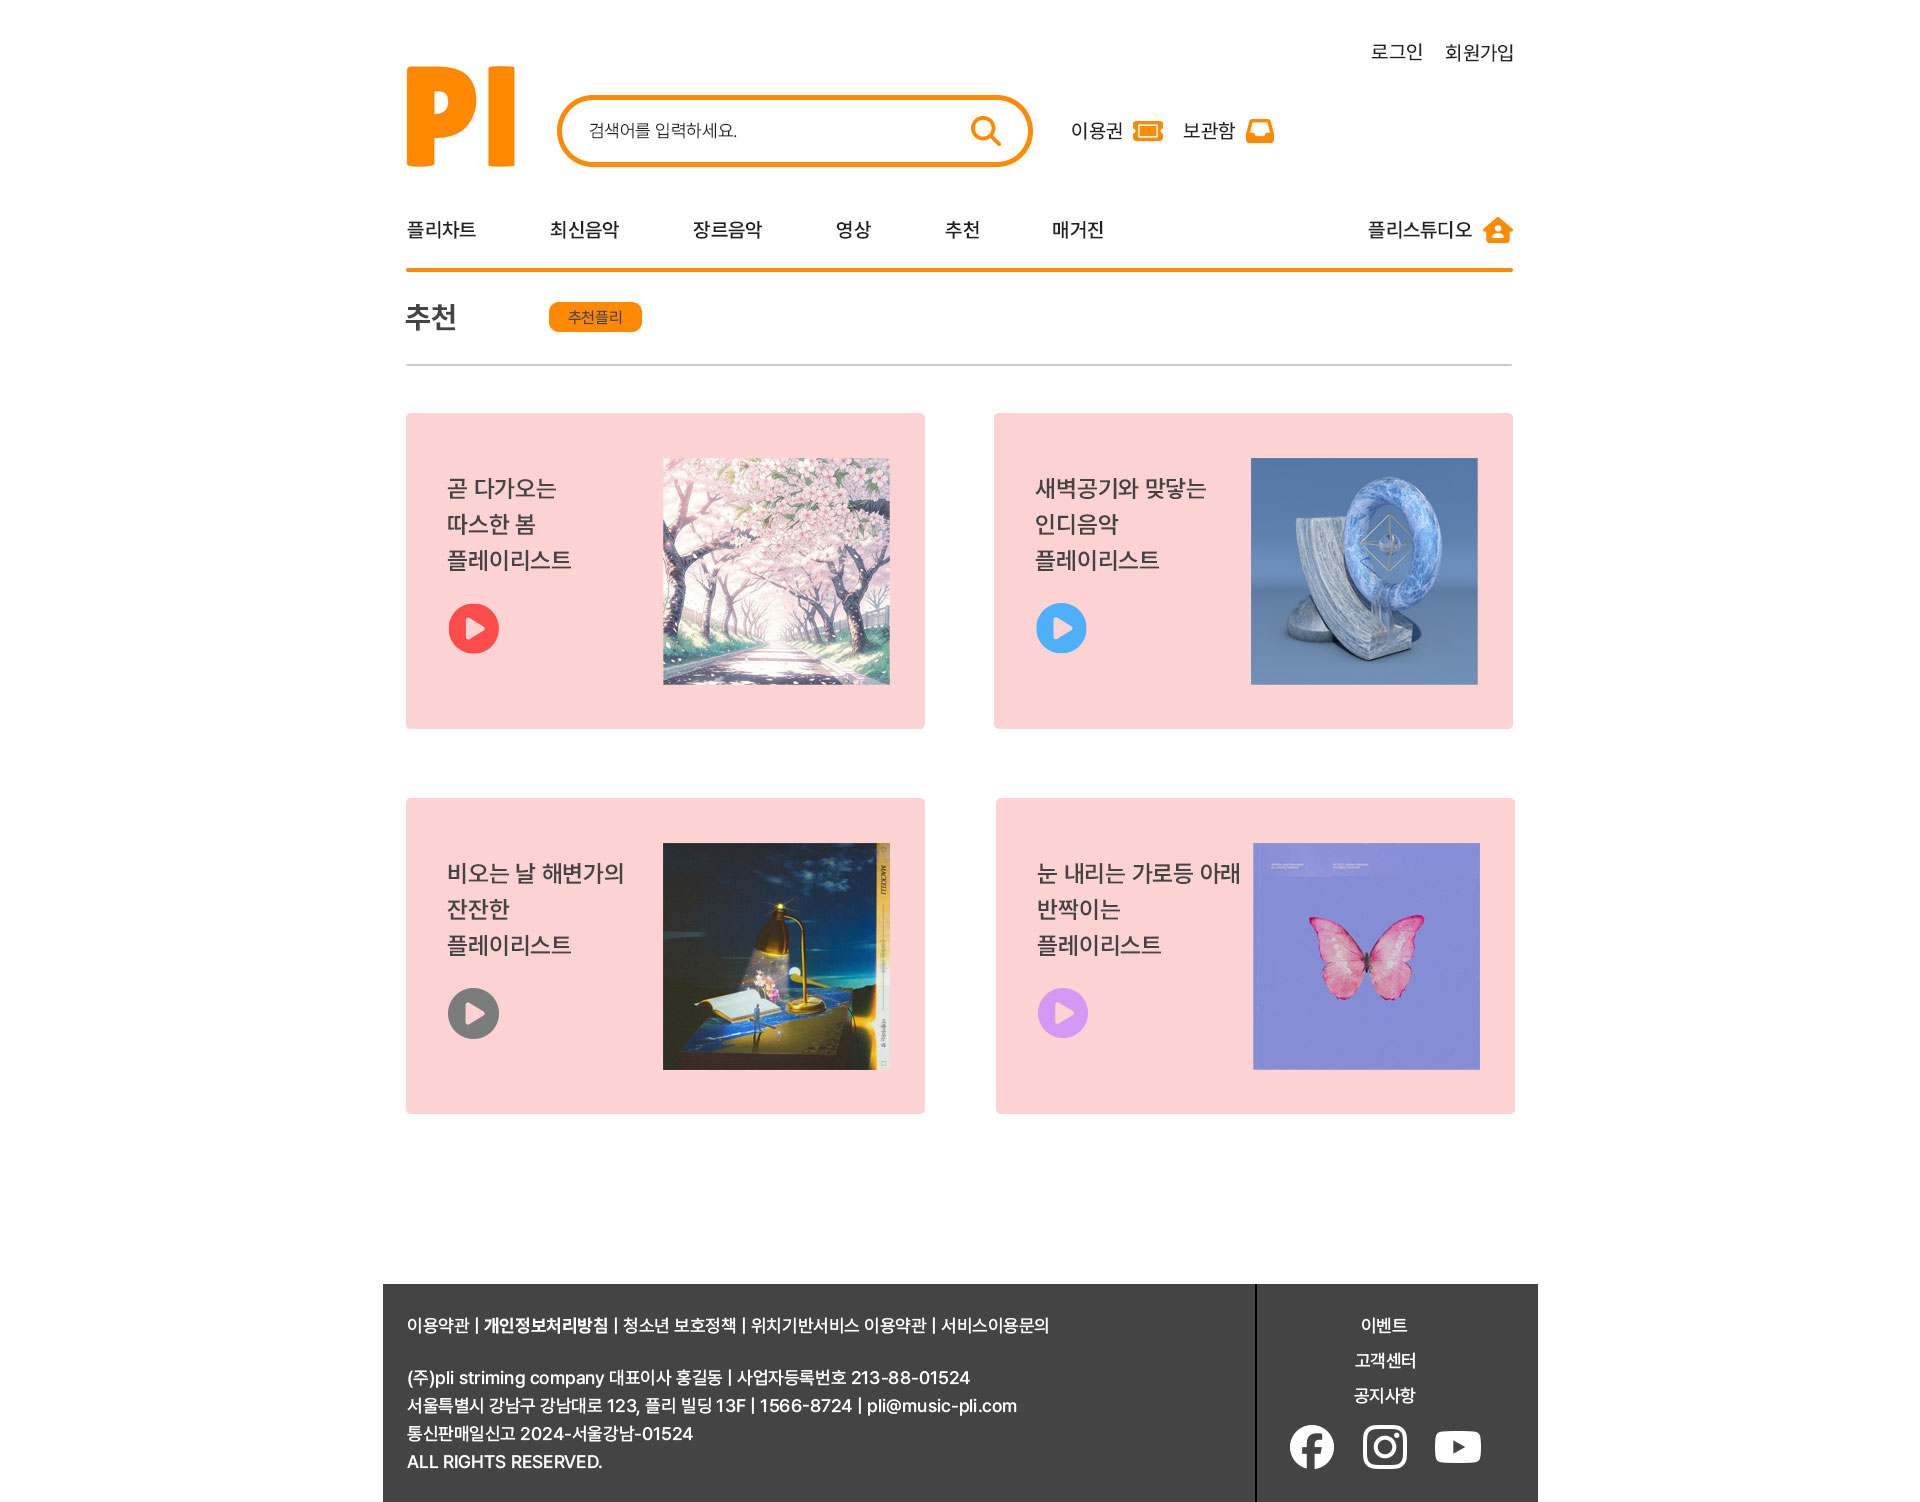 로그인 회원가입
Pl
검색어를 입력하세요.
이용권 보관함
플리차트 최신음악 장르음악 영상 추천 매거진 플리스튜디오
추천 추천플리
곧 다가오는
따스한 봄
플레이리스트
새벽공기와 맞닿는
인디음악
플레이리스트
비오는 날 해변가의
잔잔한
플레이리스트
눈 내리는 가로등 아래
반짝이는
플레이리스트
이용약관 | 개인정보처리방침 | 청소년 보호정책 | 위치기반서비스 이용약관 | 서비스이용문의
(주)pli striming company 대표이사 홍길동 | 사업자등록번호 213-88-01524
서울특별시 강남구 강남대로 123, 플리 빌딩 13F | 1566-8724 | pli@music-pli.com
통신판매일신고 2024-서울강남-01524
ALL RIGHTS RESERVED.
이벤트
고객센터
공지사항